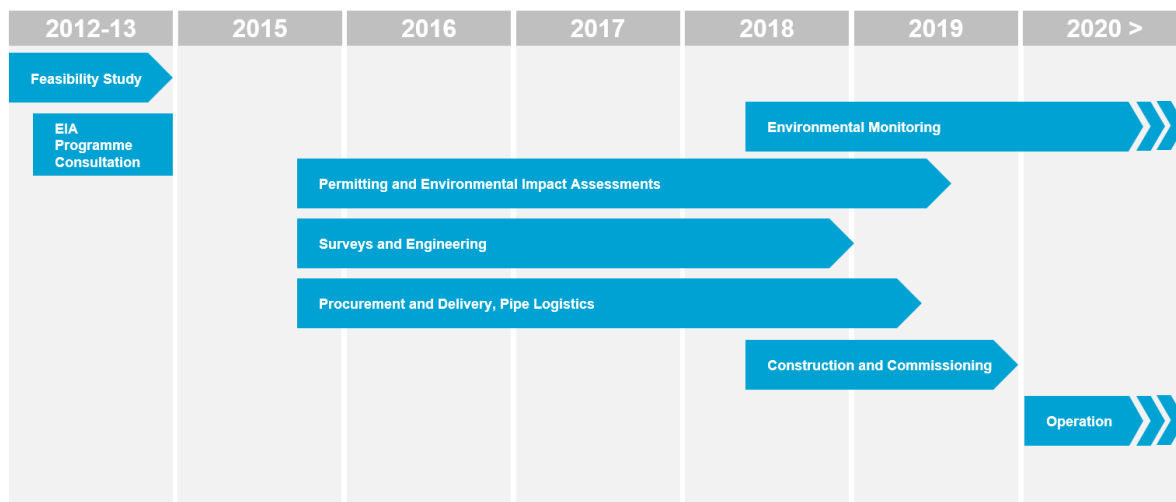 2012-13 2015 2016 2017 2018 2019 2020 >
Feasibility Study
Environmental Monitoring
EIA
Programme
Consultation
Permitting and Environmental Impact Assessments
Surveys and Engineering
Procurement and Delivery, Pipe Logistics
Construction and Commissioning
Operation